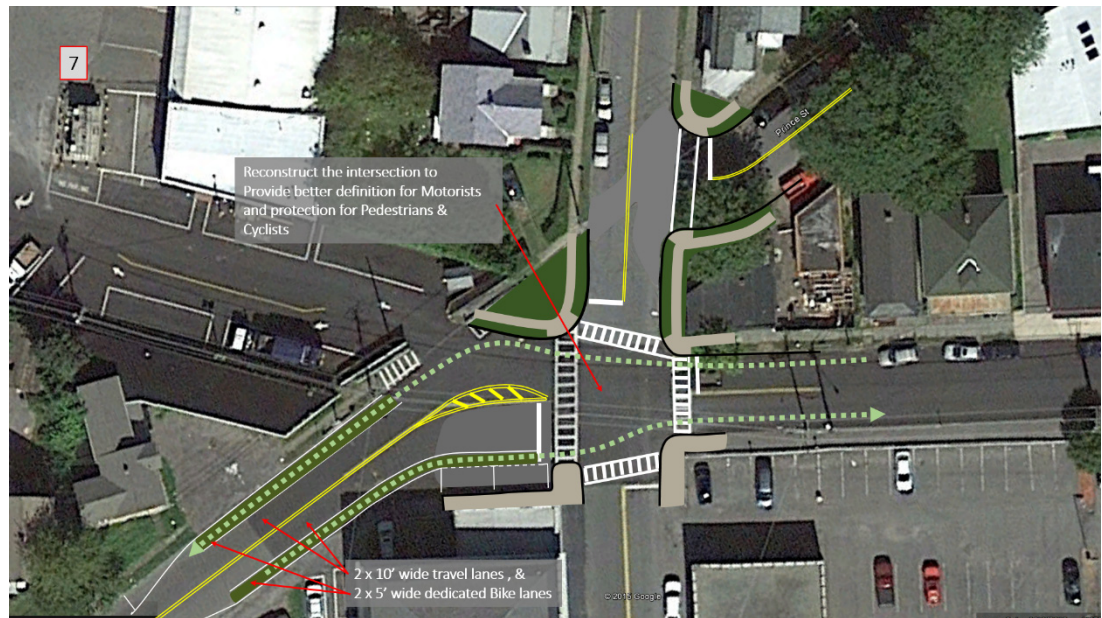 7
Reconstruct the intersection to
Provide better definition for Motorists
and protection for Pedestrians &
Cyclists
Prince St
2 x 10’ wide travel lanes , &
2 x 5’ wide dedicated Bike lanes
© 2015 Google